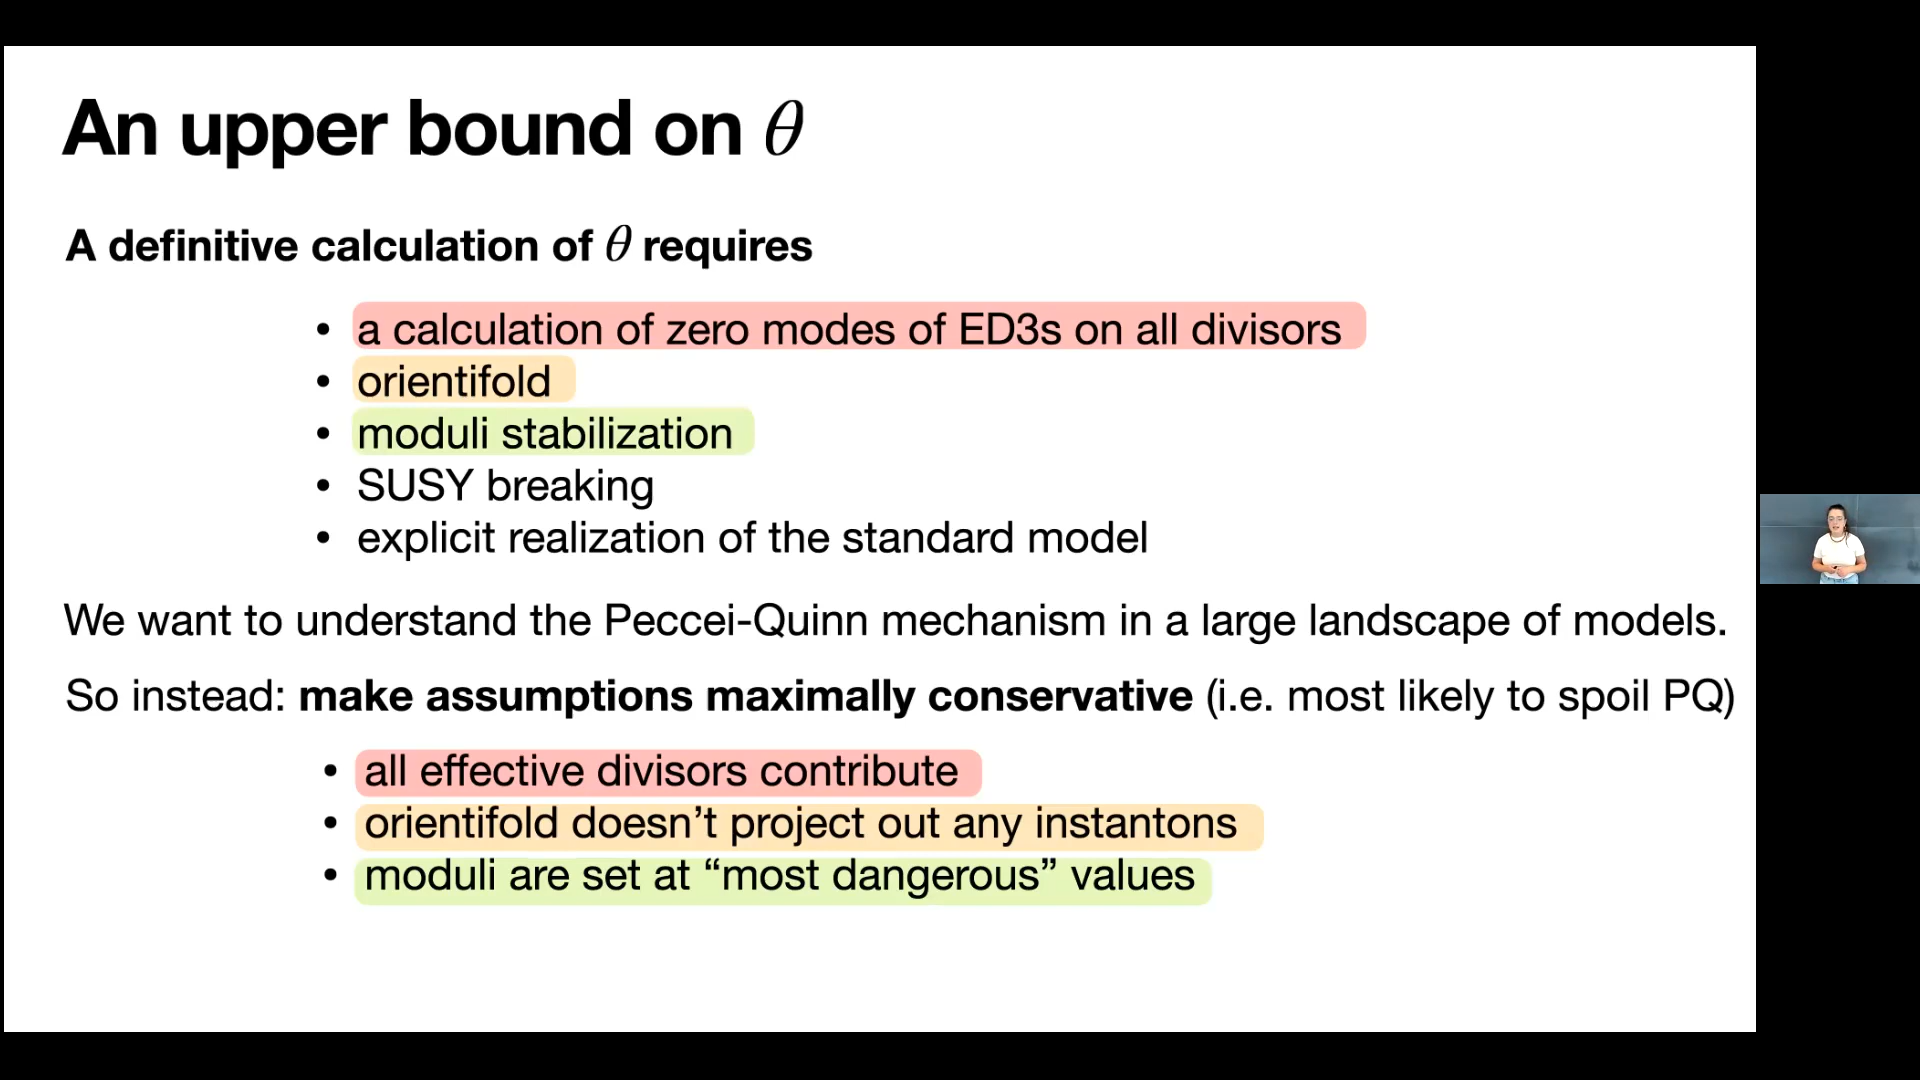 An upper bound on θ
A definitive calculation of θ requires
• a calculation of zero modes of ED3s on all divisors
• orientifold
• moduli stabilization
• SUSY breaking
• explicit realization of the standard model
We want to understand the Peccei-Quinn mechanism in a large landscape of models.
So instead: make assumptions maximally conservative (i.e. most likely to spoil PQ)
• all effective divisors contribute
• orientifold doesn’t project out any instantons
• moduli are set at “most dangerous” values